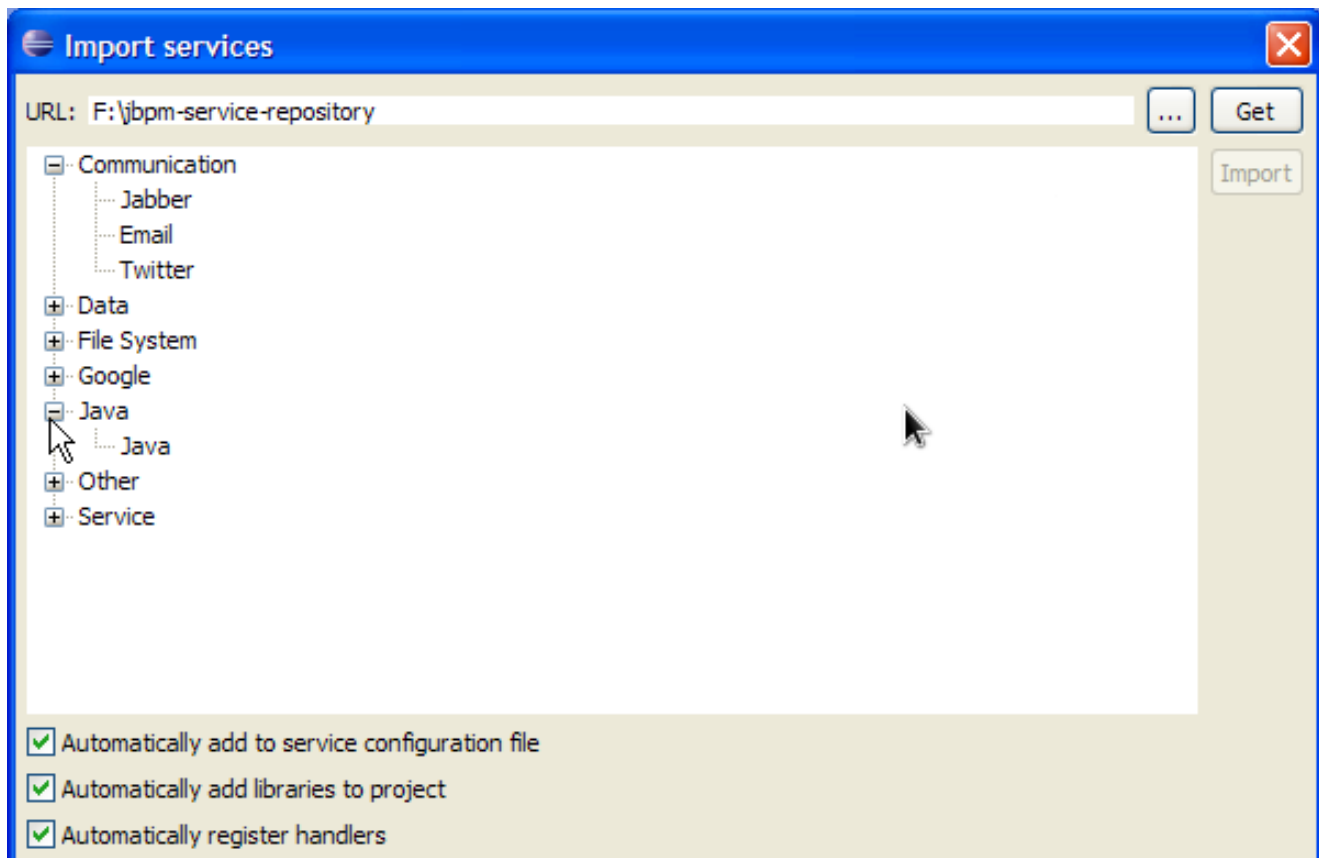 Import services
URL: F:\jbpm-service-repository ... Get
Import
Communication
Jabber
Email
Twitter
Data
File System
Google
Java
Java
Other
Service
Automatically add to service configuration file
Automatically add libraries to project
Automatically register handlers